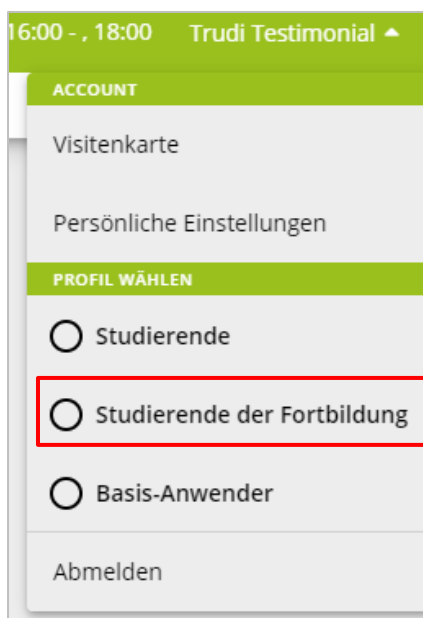 16:00 - , 18:00 Trudi Testimonial
ACCOUNT
Visitenkarte
Persönliche Einstellungen
PROFIL WÄHLEN
Studierende
Studierende der Fortbildung
Basis-Anwender
Abmelden